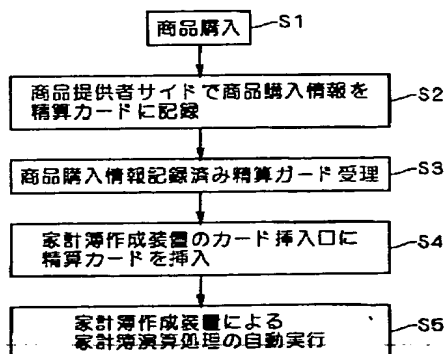 商品購入
S1
商品提供者サイドで商品購入情報を
精算カードに記録
S2
商品購入情報記録済み精算ガード受理
S3
家計簿作成装置のカード挿入口に
精算カードを挿入
S4
家計簿作成装置による
家計簿演算処理の自動実行
S5